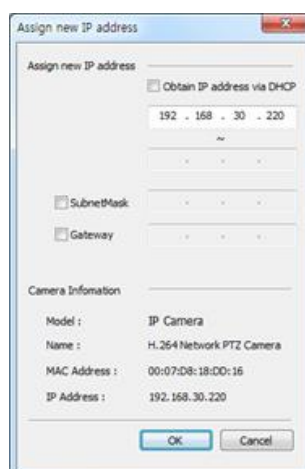 Assign new IP address
Assign new IP address
Obtain IP address via DHCP
192 . 168 . 30 . 220
~
. . .
SubnetMask . . .
Gateway . . .
Camera Infomation
Model : IP Camera
Name : H.264 Network PTZ Camera
MAC Address : 00:07:D8:18:DD:16
IP Address : 192.168.30.220
OK Cancel